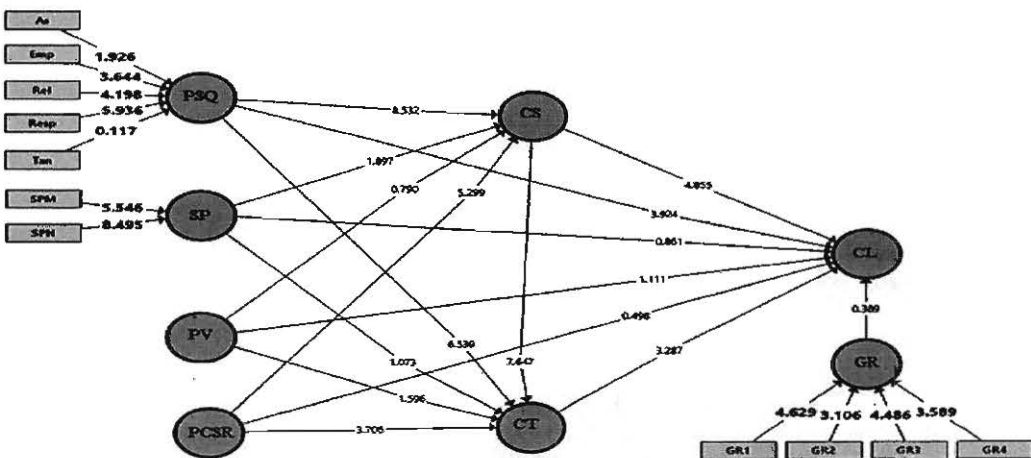 As
1.926
Emp
3.644
Rel
4.198
Resp
5.936
0.117
Tan
SPM
5.546
SPN
8.495
PSQ
SP
PV
PCSR
CS
CT
CL
GR
8.532
1.897
0.790
5.299
4.855
3.924
0.861
1.111
0.498
6.539
1.073
7.647
1.596
3.705
3.287
0.389
4.629
3.106
4.486
3.589
GR1
GR2
GR3
GR4